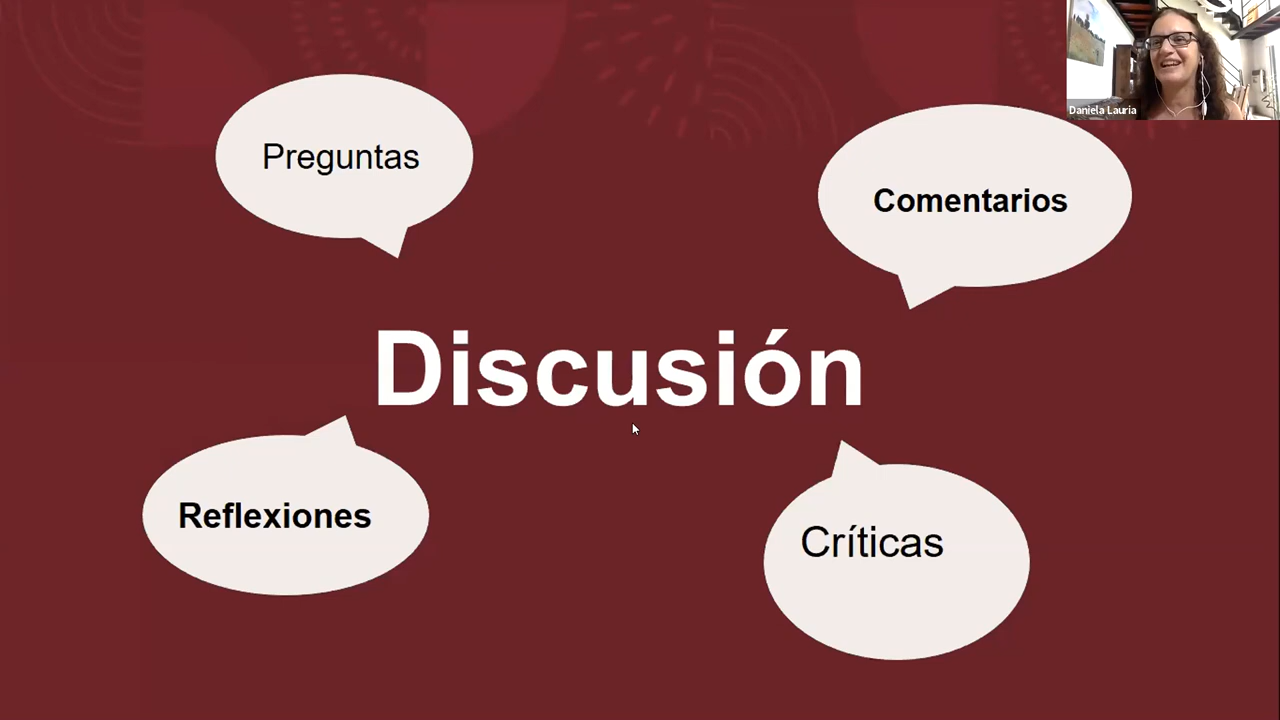 Daniela Lauria
Preguntas
Comentarios
Discusión
Reflexiones
Críticas